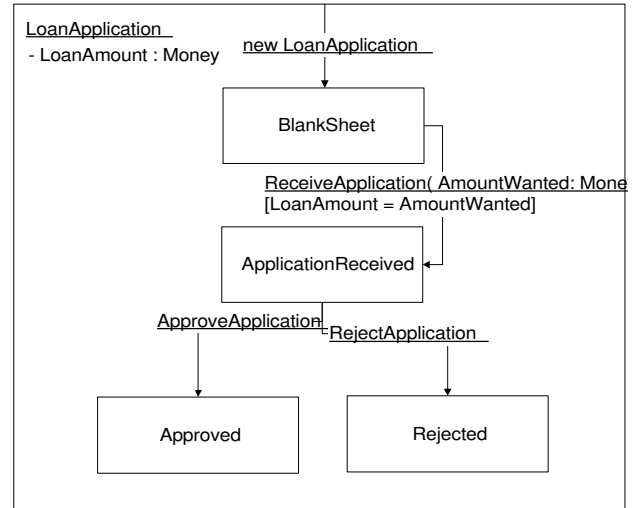 LoanApplication
- LoanAmount : Money
new LoanApplication
BlankSheet
ReceiveApplication( AmountWanted: Mone
[LoanAmount = AmountWanted]
ApplicationReceived
ApproveApplication
RejectApplication
Approved
Rejected